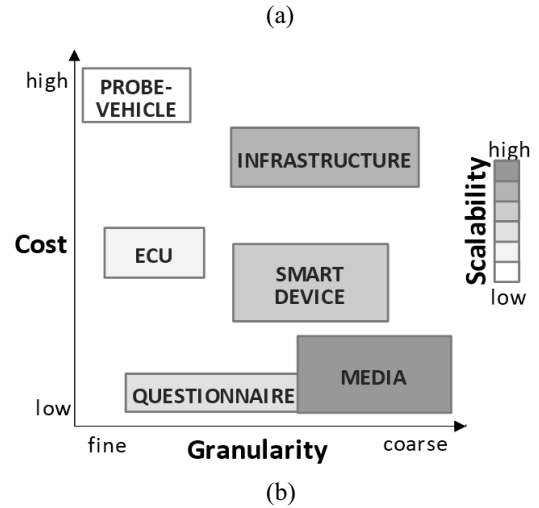 (a)
high
PROBE-
VEHICLE
INFRASTRUCTURE
high
Scalability
low
Cost
ECU
SMART
DEVICE
MEDIA
QUESTIONNAIRE
low
fine
Granularity
coarse
(b)